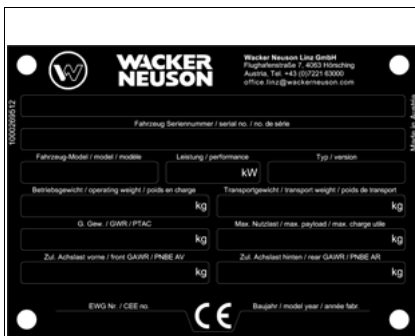 WACKER
NEUSON
Wacker Neuson Linz GmbH
Flughafenstraße 7, 4063 Hörsching
Austria, Tel. +43 (0)7221 63000
office.linz@wackerneuson.com
1000269512
Made in Austria
Fahrzeug Seriennummer / serial no. / no. de série
Fahrzeug-Model / model / modèle
Leistung / performance
Typ / version
kW
Betriebsgewicht / operating weight / poids en charge
Transportgewicht / transport weight / poids de transport
kg
kg
G. Gew. / GWR / PTAC
Max. Nutzlast / max. payload / max. charge utile
kg
kg
Zul. Achslast vorne / front GAWR / PNBE AV
Zul. Achslast hinten / rear GAWR / PNBE AR
kg
kg
EWG Nr. / CEE no.
CE
Baujahr / model year / année fabr.